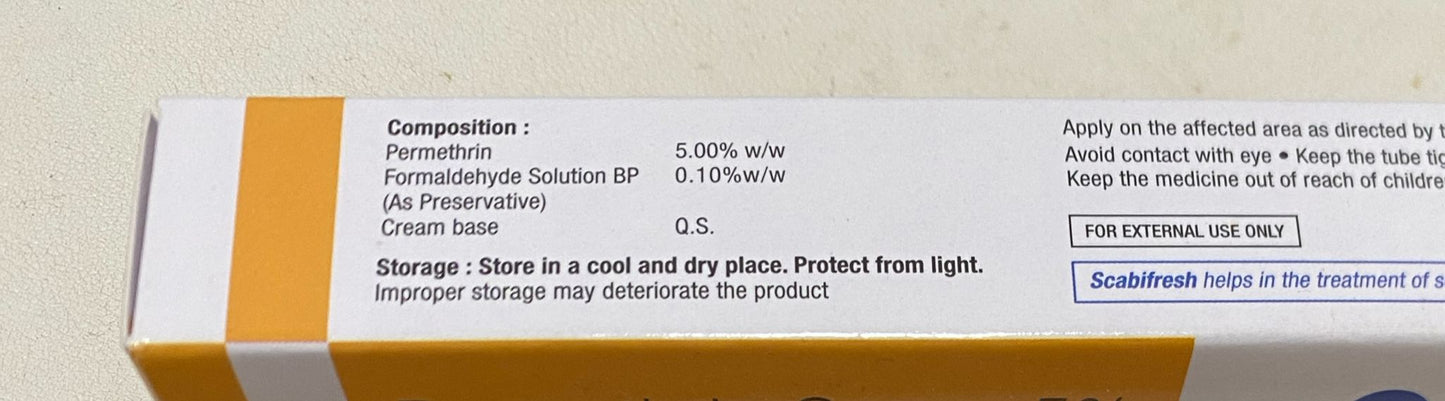 Composition :
Permethrin 5.00% w/w
Formaldehyde Solution BP 0.10%w/w
(As Preservative)
Cream base Q.S.
Storage : Store in a cool and dry place. Protect from light.
Improper storage may deteriorate the product
Apply on the affected area as directed by
Avoid contact with eye • Keep the tube
Keep the medicine out of reach of
FOR EXTERNAL USE ONLY
Scabifresh helps in the treatment of